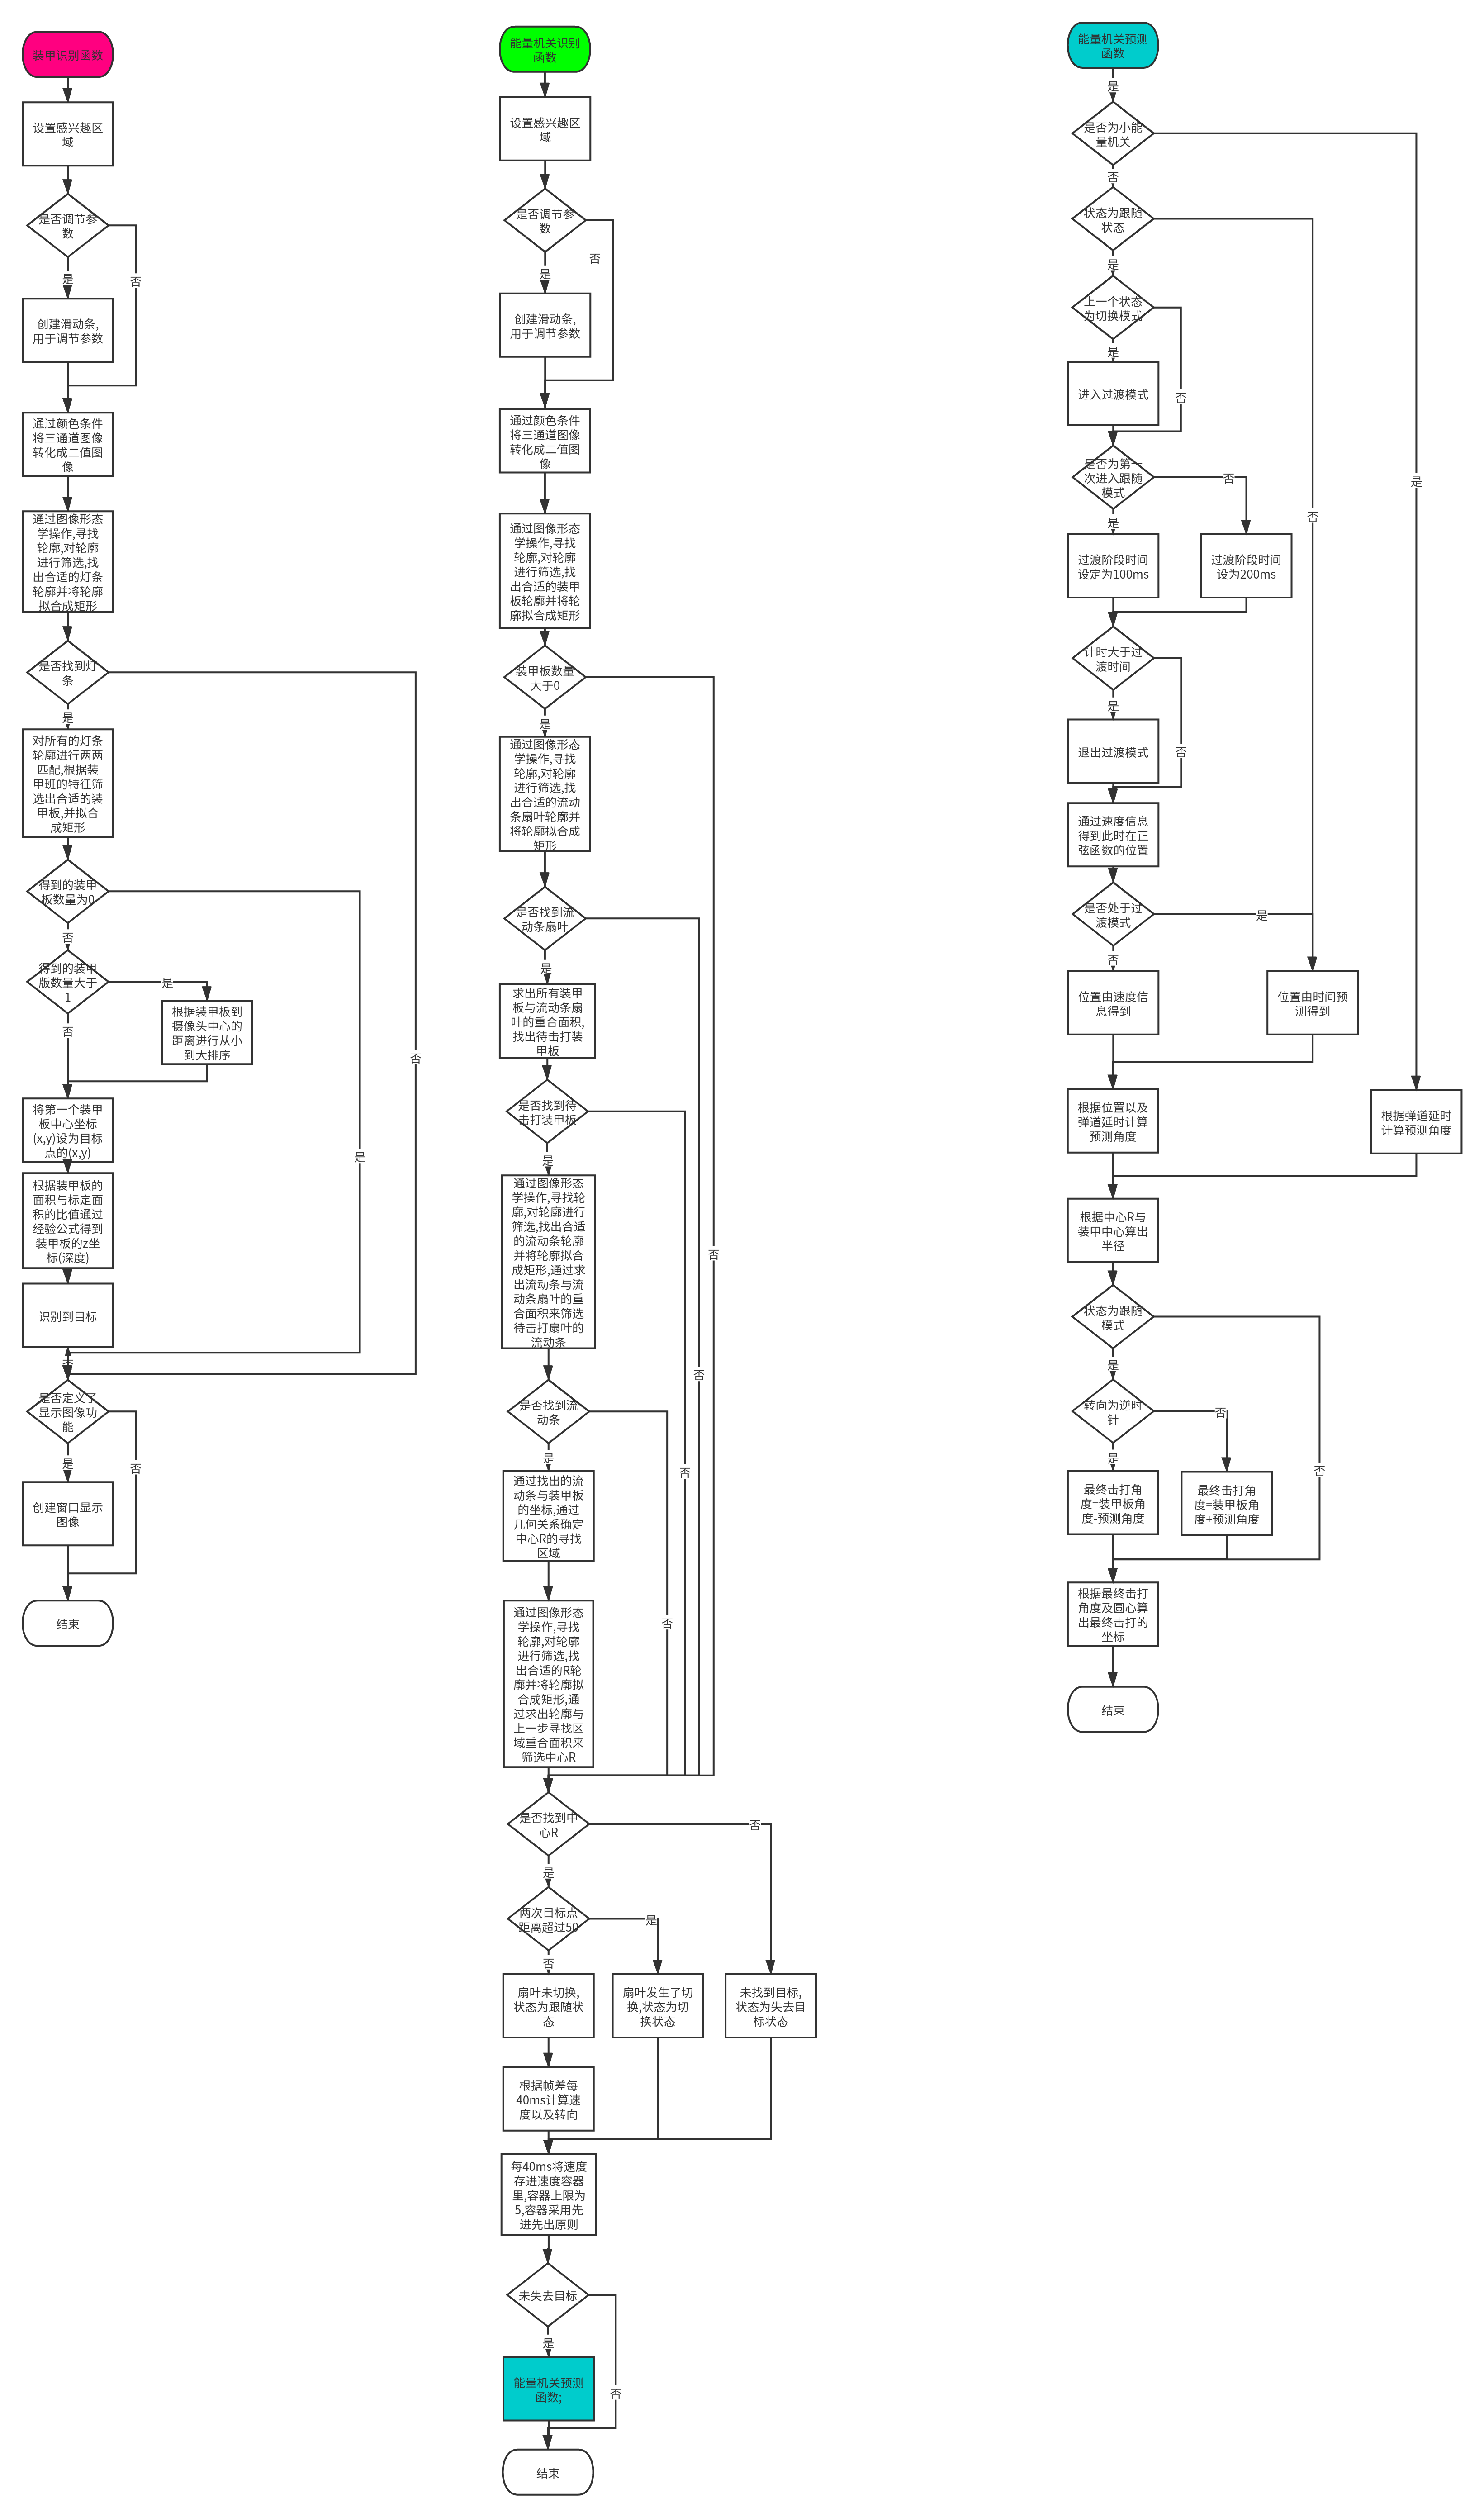 装甲识别函数
设置感兴趣区
域
是否调节参
数
是
否
创建滑动条,
用于调节参数
通过颜色条件
将三通道图像
转化成二值图
像
通过图像形态
学操作,寻找
轮廓,对轮廓
进行筛选,找
出合适的灯条
轮廓并将轮廓
拟合成矩形
是否找到灯
条
是
对所有的灯条
轮廓进行两两
匹配,根据装
甲班的特征筛
选出合适的装
甲板,并拟合
成矩形
得到的装甲
板数量为0
否
得到的装甲
版数量大于
1
是
否
根据装甲板到
摄像头中心的
距离进行从小
到大排序
否
将第一个装甲
板中心坐标
(x,y)设为目标
点的(x,y)
是
根据装甲板的
面积与标定面
积的比值通过
经验公式得到
装甲板的z坐
标(深度)
识别到目标
否
是否定义了
显示图像功
能
是
否
创建窗口显示
图像
结束
能量机关识别
函数
设置感兴趣区
域
是否调节参
数
否
是
创建滑动条,
用于调节参数
通过颜色条件
将三通道图像
转化成二值图
像
通过图像形态
学操作,寻找
轮廓,对轮廓
进行筛选,找
出合适的装甲
板轮廓并将轮
廓拟合成矩形
装甲板数量
大于0
是
通过图像形态
学操作,寻找
轮廓,对轮廓
进行筛选,找
出合适的流动
条扇叶轮廓并
将轮廓拟合成
矩形
是否找到流
动条扇叶
是
求出所有装甲
板与流动条扇
叶的重合面积,
找出待击打装
甲板
是否找到待
击打装甲板
是
通过图像形态
学操作,寻找轮
廓,对轮廓进行
筛选,找出合适
的流动条轮廓
并将轮廓拟合
成矩形,通过求
出流动条与流
动条扇叶的重
合面积来筛选
待击打扇叶的
流动条
否
否
是否找到流
动条
是
否
通过找出的流
动条与装甲板
的坐标,通过
几何关系确定
中心R的寻找
区域
否
通过图像形态
学操作,寻找
轮廓,对轮廓
进行筛选,找
出合适的R轮
廓并将轮廓拟
合成矩形,通
过求出轮廓与
上一步寻找区
域重合面积来
筛选中心R
是否找到中
心R
否
是
两次目标点
距离超过50
是
否
扇叶未切换,
状态为跟随状
态
扇叶发生了切
换,状态为切
换状态
未找到目标,
状态为失去目
标状态
根据帧差每
40ms计算速
度以及转向
每40ms将速度
存进速度容器
里,容器上限为
5,容器采用先
进先出原则
未失去目标
是
否
能量机关预测
函数;
结束
能量机关预测
函数
是
是否为小能
量机关
否
状态为跟随
状态
是
上一个状态
为切换模式
是
否
进入过渡模式
是否为第一
次进入跟随
模式
否
是
是
否
过渡阶段时间
设定为100ms
过渡阶段时间
设为200ms
计时大于过
渡时间
是
否
退出过渡模式
通过速度信息
得到此时在正
弦函数的位置
是否处于过
渡模式
是
否
位置由速度信
息得到
位置由时间预
测得到
根据位置以及
弹道延时计算
预测角度
根据弹道延时
计算预测角度
根据中心R与
装甲中心算出
半径
状态为跟随
模式
是
转向为逆时
针
否
是
否
最终击打角
度=装甲板角
度-预测角度
最终击打角
度=装甲板角
度+预测角度
根据最终击打
角度及圆心算
出最终击打的
坐标
结束